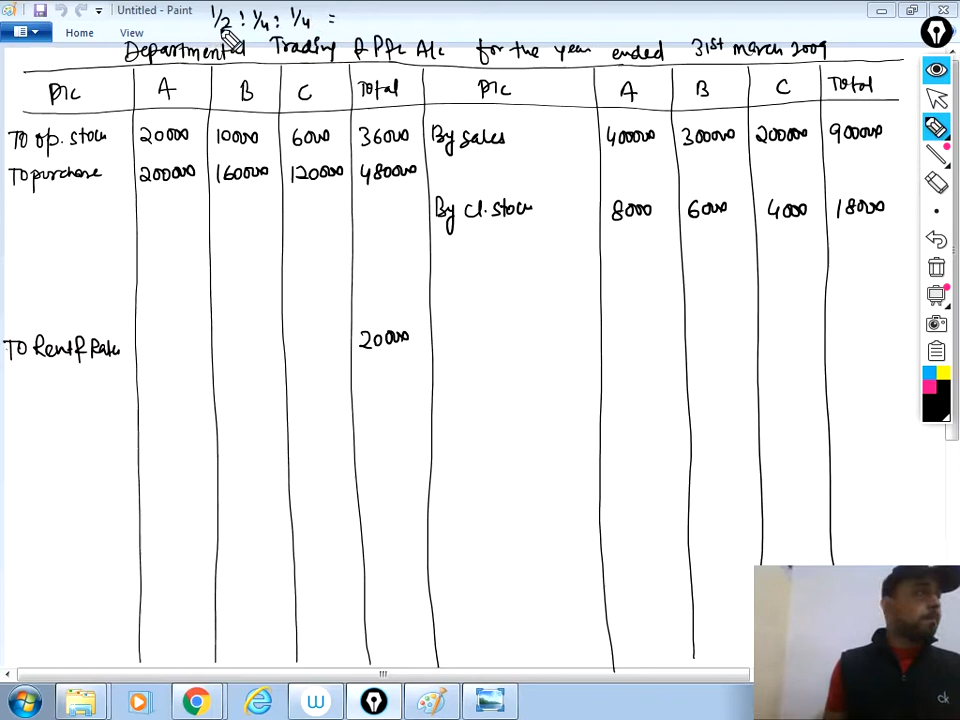 Untitled - Paint
Home View
1/2 : 1/4 : 1/4 =
Departmental Trading & P&L A/c for the year ended 31st march 2009
P/c A B C Total P/c A B C Total
To op. stock 20000 10000 6000 36000 By sales 400000 300000 200000 900000
To purchase 200000 160000 120000 480000
By cl. stock 8000 6000 4000 18000
To Rent & Rates 20000
W
ck